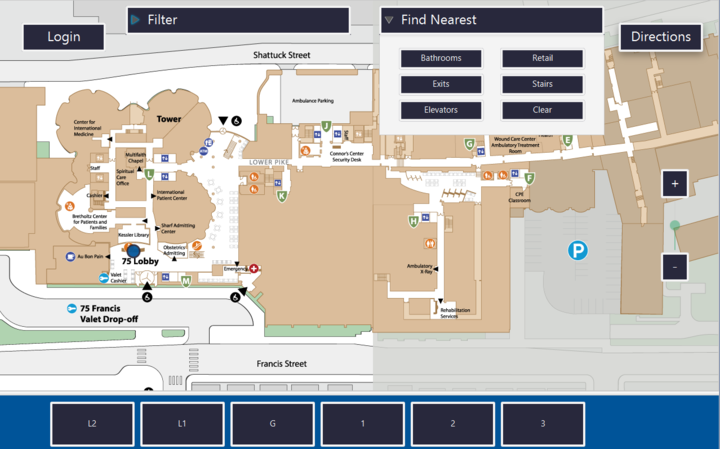 Login
Filter
Find Nearest
Directions
Bathrooms
Retail
Exits
Stairs
Elevators
Clear
Shattuck Street
Ambulance Parking
Center for
International
Medicine
Tower
Staff
Connor's Center
Security Desk
J
G
Wound Care Center-
Ambulatory Treatment
Room
E
LOWER PIKE
Multifaith
Chapel
L
Spiritual
Care
Office
International
Patient Center
K
F
CPE
Classroom
Cashier
Bretholtz Center
for Patients and
Families
Kessler Library
Sharf Admitting
Center
H
Obstetrics
Admitting
Au Bon Pain
75 Lobby
Emergency
Ambulatory
X-Ray
P
Valet
Cashier
M
75 Francis
Valet Drop-off
Rehabilitation
Services
Francis Street
+
-
L2
L1
G
1
2
3